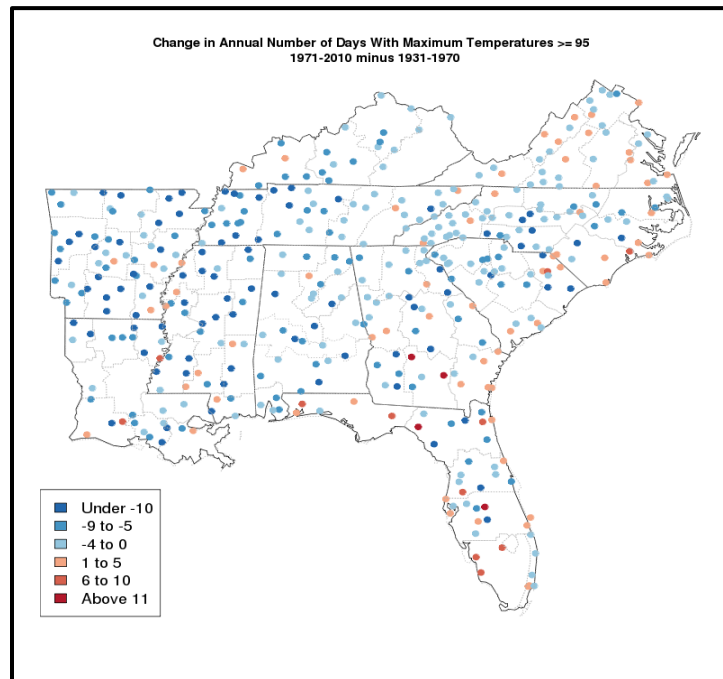 Change in Annual Number of Days With Maximum Temperatures >= 95
1971-2010 minus 1931-1970
Under -10
-9 to -5
-4 to 0
1 to 5
6 to 10
Above 11